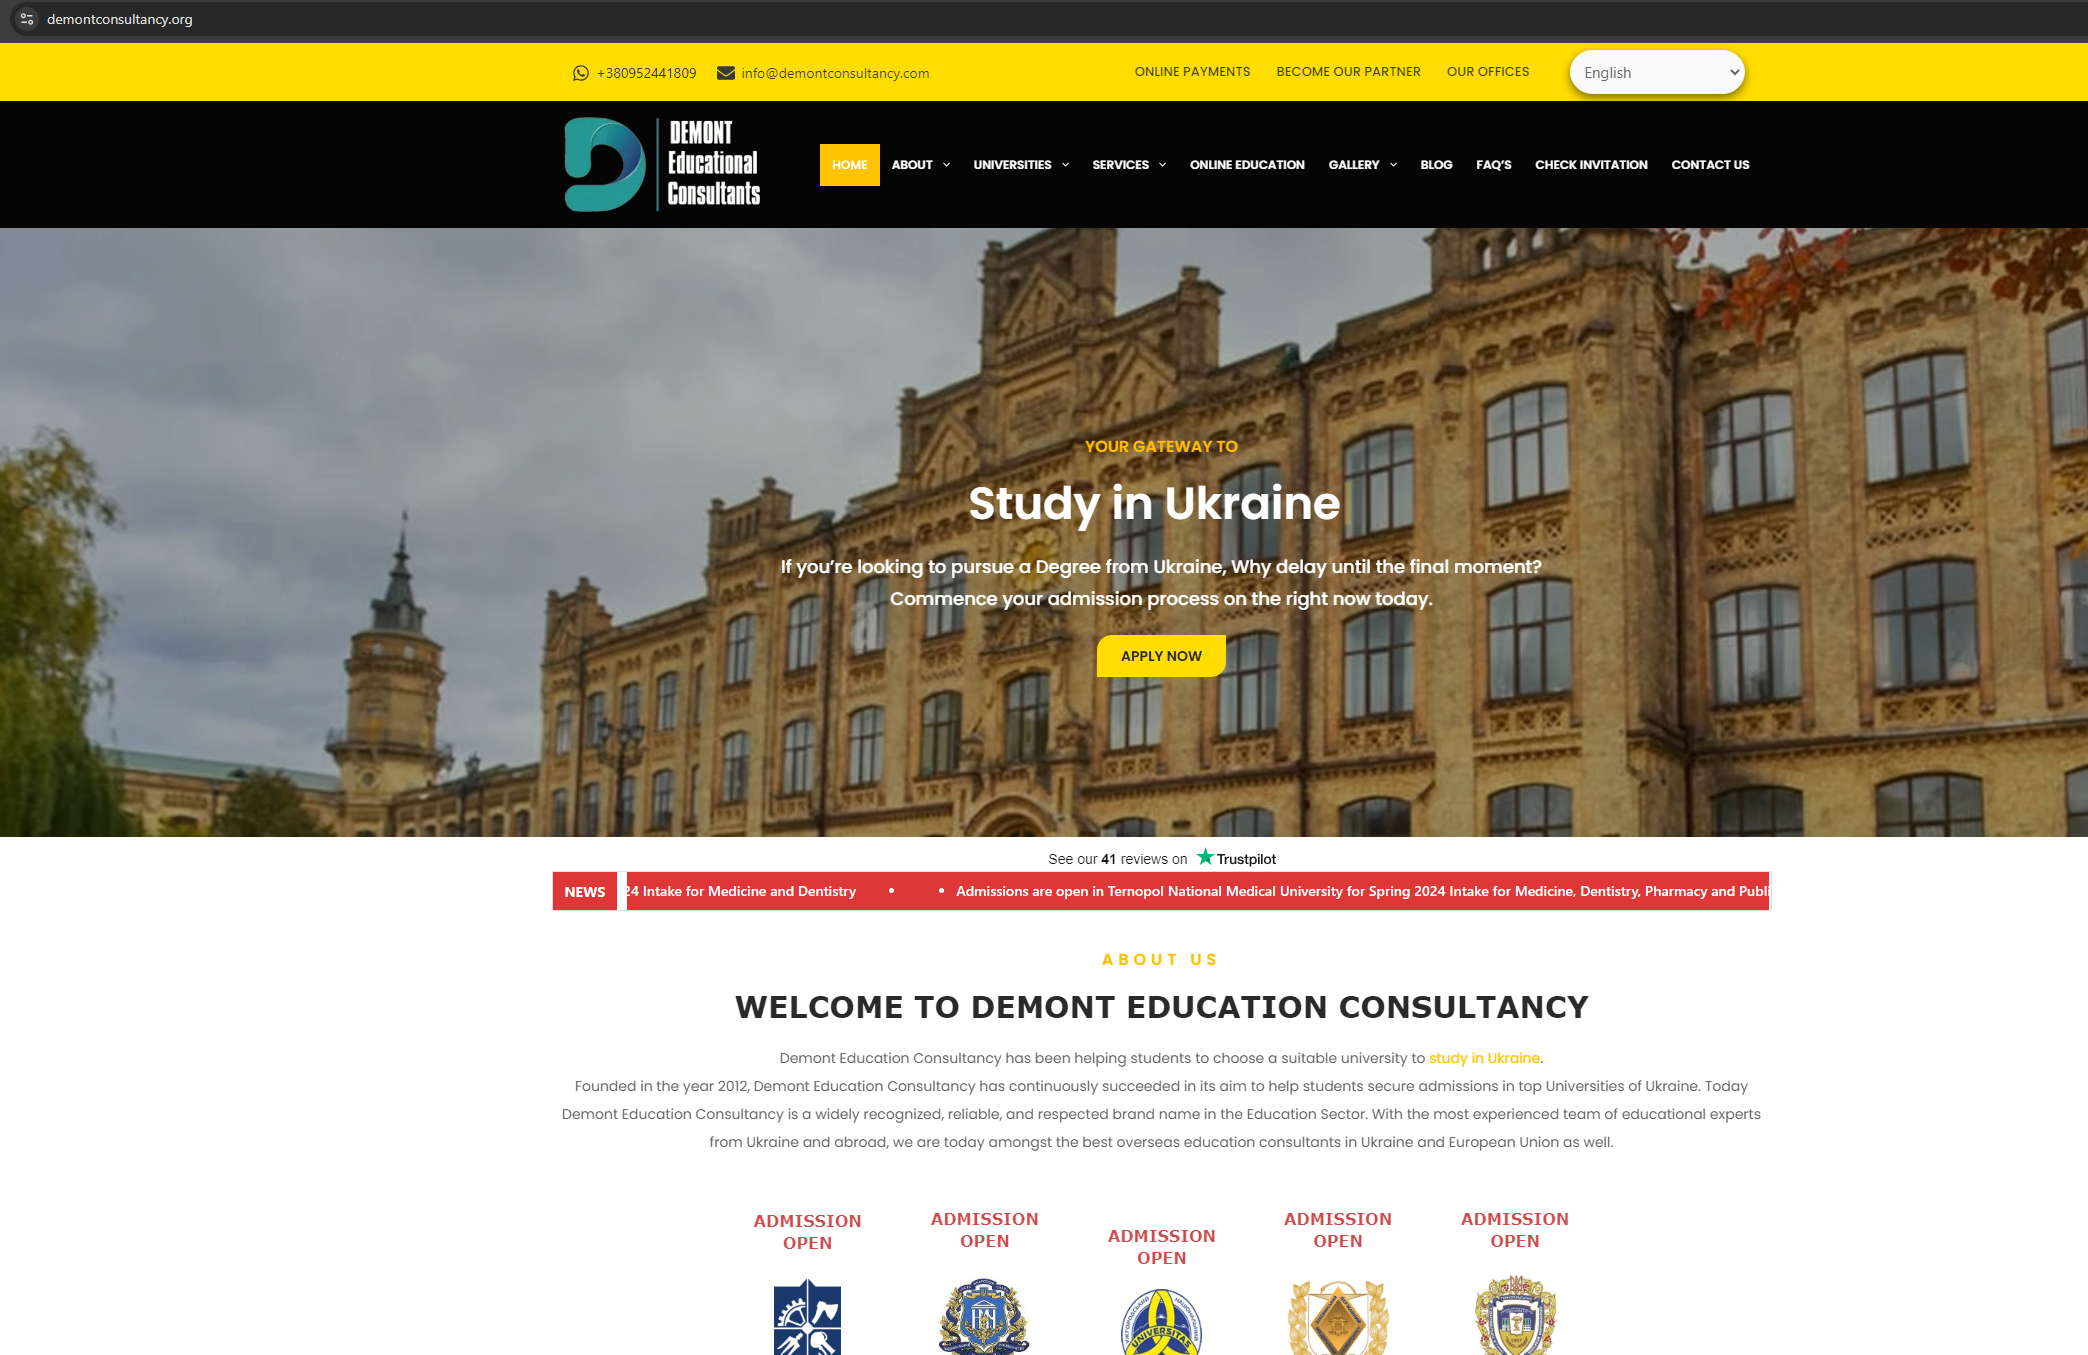 demontconsultancy.org
+380952441809 info@demontconsultancy.com ONLINE PAYMENTS BECOME OUR PARTNER OUR OFFICES English
DEMONT
Educational
Consultants
HOME ABOUT UNIVERSITIES SERVICES ONLINE EDUCATION GALLERY BLOG FAQ'S CHECK INVITATION CONTACT US
YOUR GATEWAY TO
Study in Ukraine
If you're looking to pursue a Degree from Ukraine, Why delay until the final moment?
Commence your admission process on the right now today.
APPLY NOW
See our 41 reviews on Trustpilot
NEWS 24 Intake for Medicine and Dentistry • • Admissions are open in Ternopol National Medical University for Spring 2024 Intake for Medicine, Dentistry, Pharmacy and Publi
ABOUT US
WELCOME TO DEMONT EDUCATION CONSULTANCY
Demont Education Consultancy has been helping students to choose a suitable university to study in Ukraine.
Founded in the year 2012, Demont Education Consultancy has continuously succeeded in its aim to help students secure admissions in top Universities of Ukraine. Today
Demont Education Consultancy is a widely recognized, reliable, and respected brand name in the Education Sector. With the most experienced team of educational experts
from Ukraine and abroad, we are today amongst the best overseas education consultants in Ukraine and European Union as well.
ADMISSION
OPEN
ADMISSION
OPEN
ADMISSION
OPEN
ADMISSION
OPEN
ADMISSION
OPEN
UNIVERSITAS